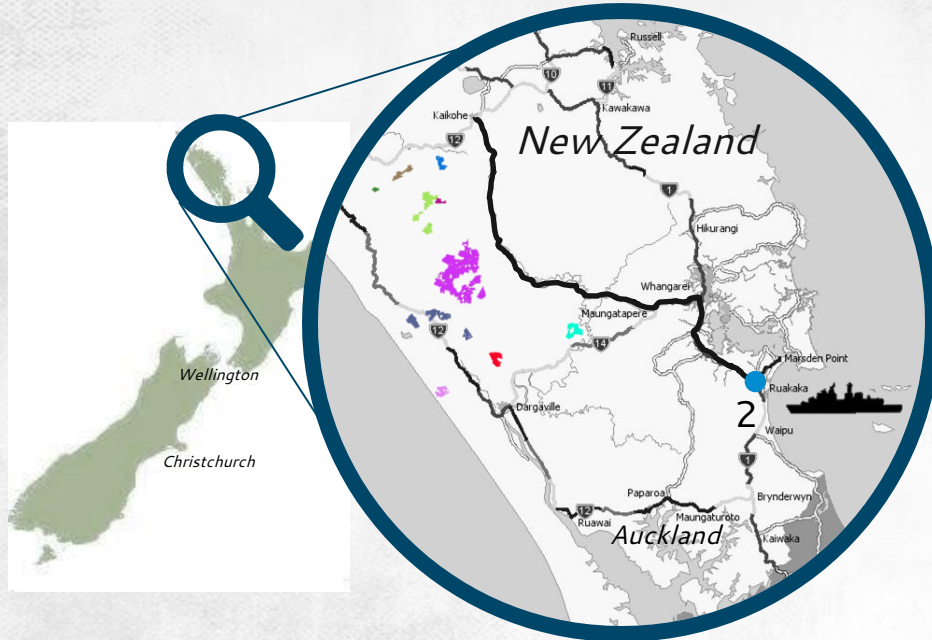 Russell
10
11
Kawakawa
Kaikohe
12
New Zealand
1
Hikurangi
Whangarei
Maungatapere
12
14
Marsden Point
Ruakaka
Wellington
2
Dargaville
Waipu
Christchurch
1
Paparoa
Brynderwyn
12
Ruawai
Maungaturoto
Auckland
Kaiwaka